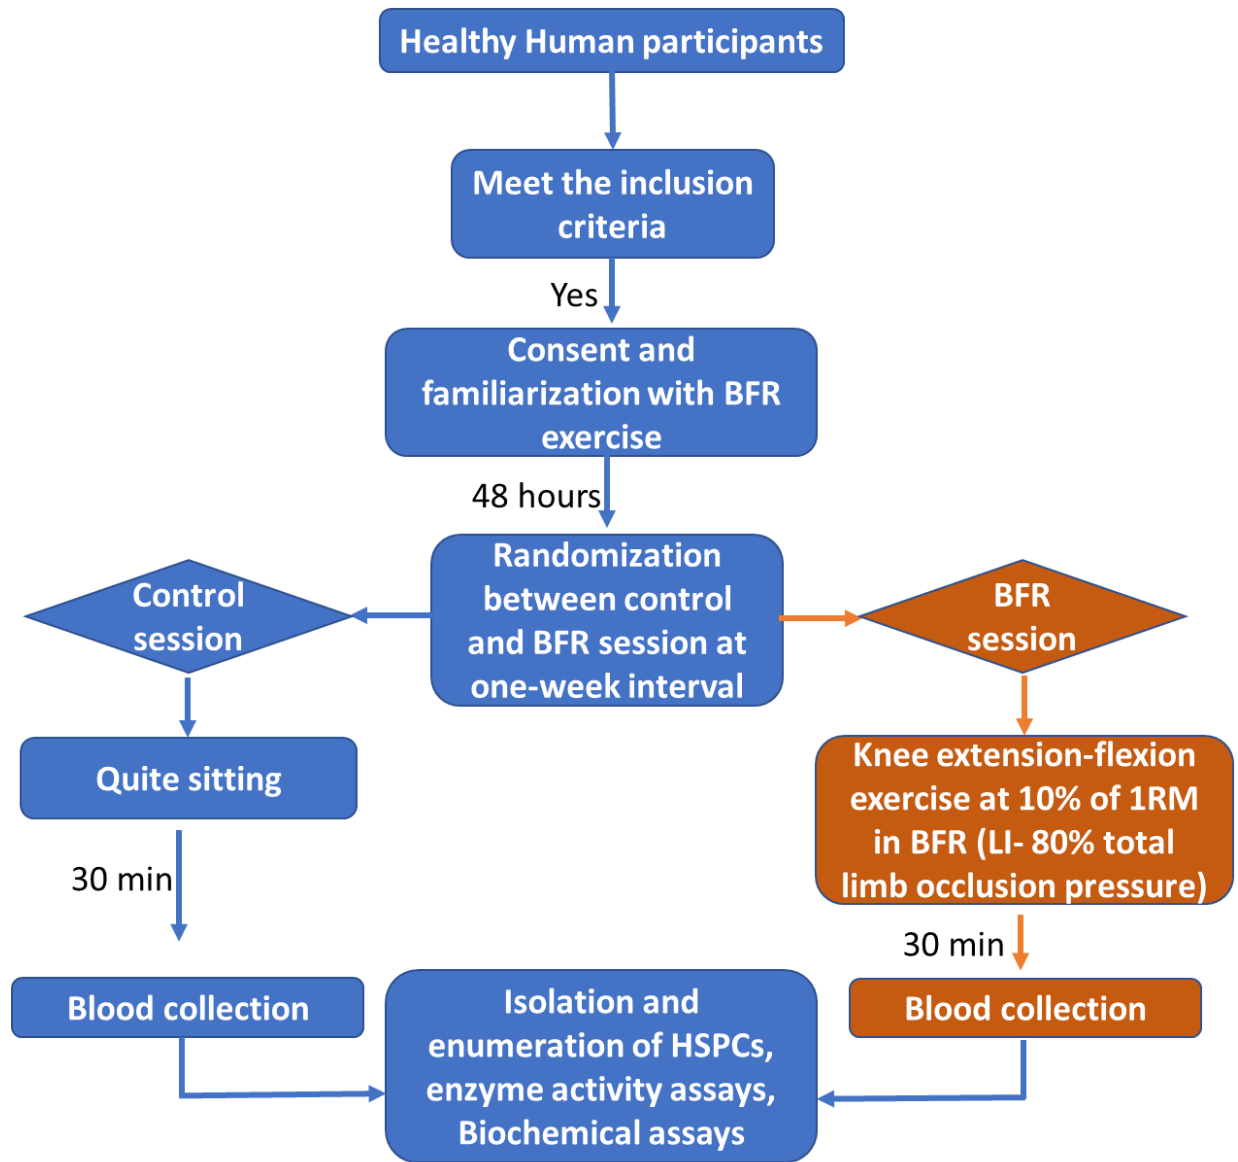 Healthy Human participants
Meet the inclusion
criteria
Yes
Consent and
familiarization with BFR
exercise
48 hours
Randomization
between control
and BFR session at
one-week interval
Control
session
BFR
session
Quite sitting
Knee extension-flexion
exercise at 10% of 1RM
in BFR (LI- 80% total
limb occlusion pressure)
30 min
30 min
Blood collection
Blood collection
Isolation and
enumeration of HSPCs,
enzyme activity assays,
Biochemical assays